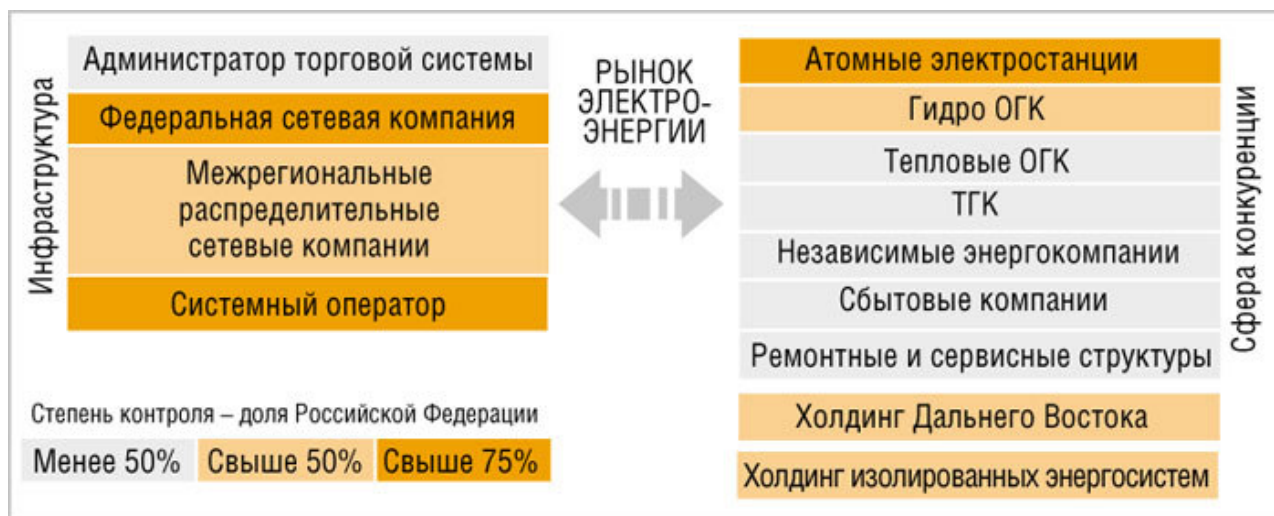 Инфраструктура
Администратор торговой системы
Федеральная сетевая компания
Межрегиональные
распределительные
сетевые компании
Системный оператор
РЫНОК
ЭЛЕКТРО-
ЭНЕРГИИ
Атомные электростанции
Гидро ОГК
Тепловые ОГК
ТГК
Независимые энергокомпании
Сбытовые компании
Ремонтные и сервисные структуры
Сфера конкуренции
Холдинг Дальнего Востока
Холдинг изолированных энергосистем
Степень контроля – доля Российской Федерации
Менее 50% Свыше 50% Свыше 75%